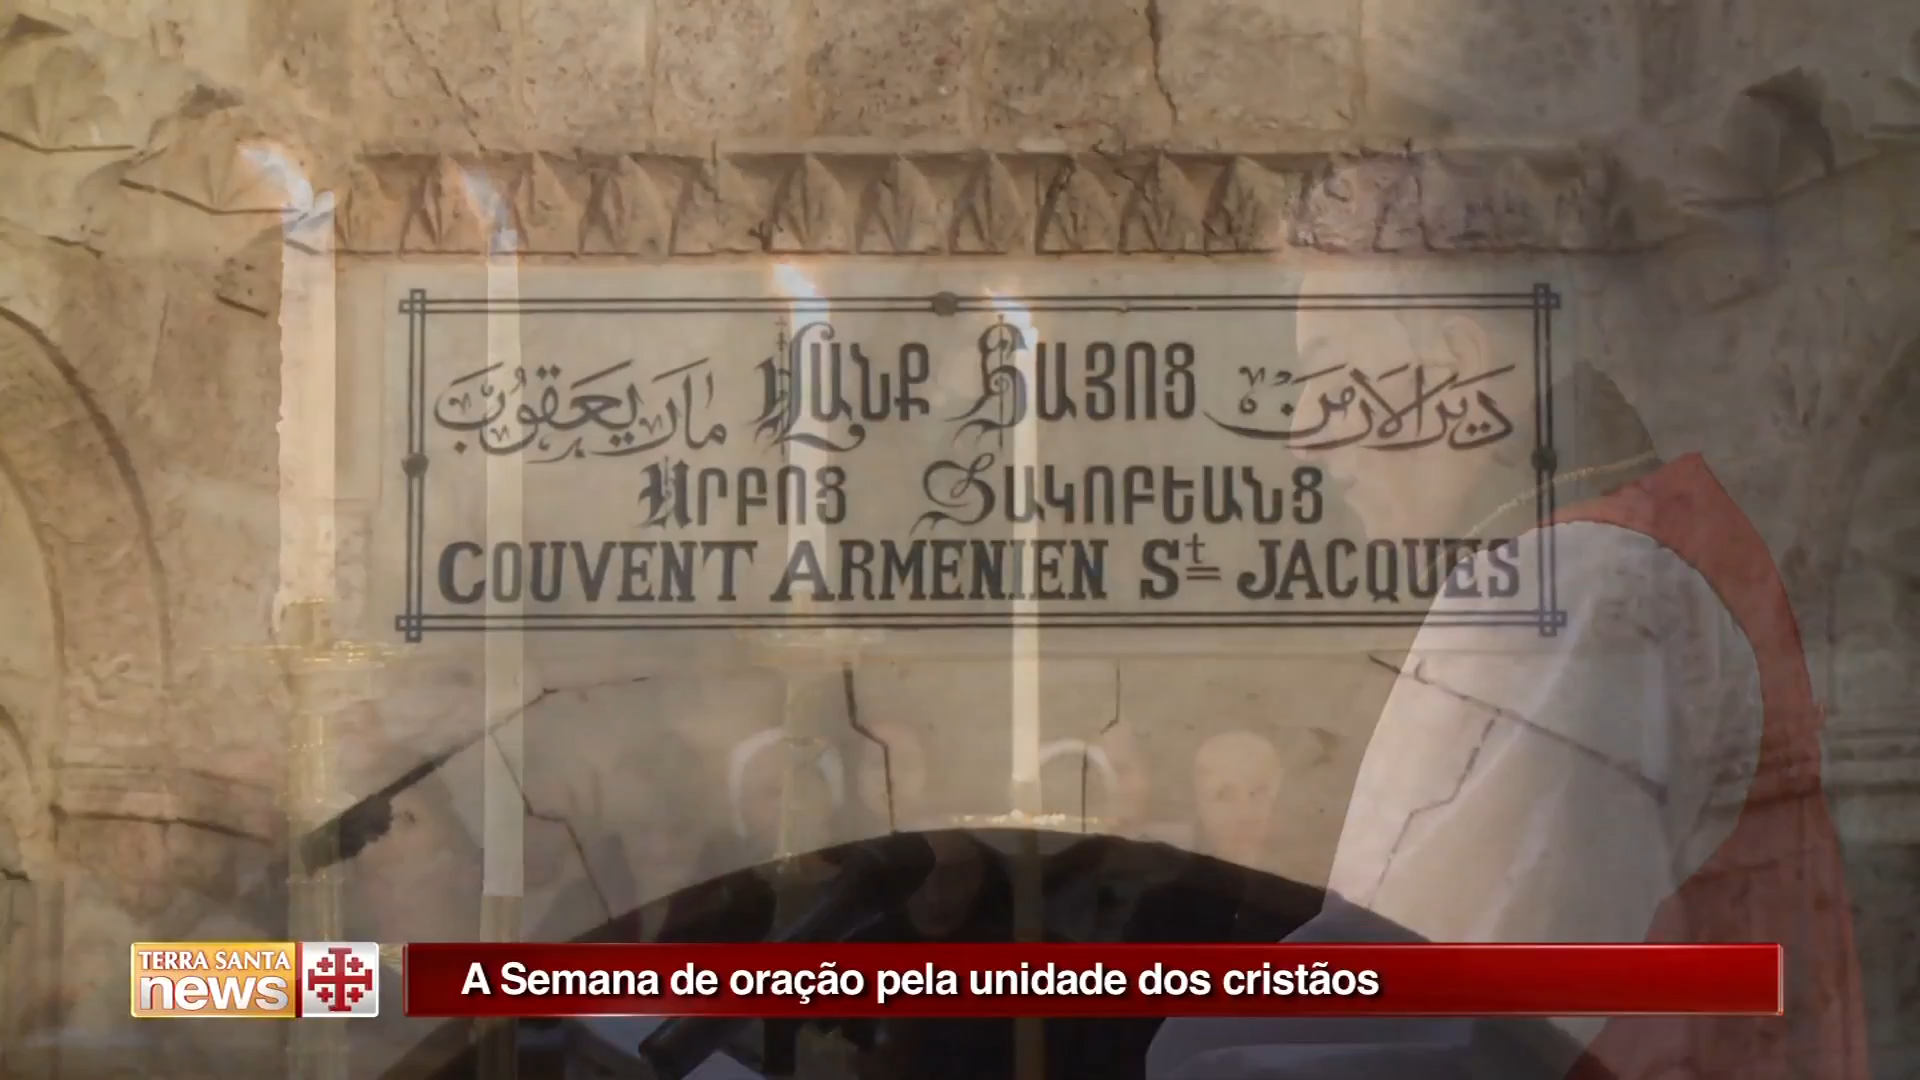 دير الارمن Վանք Հայոց مار يعقوب
Սրբոց Յակոբեանց
COUVENT ARMENIEN St JACQUES
TERRA SANTA
news
A Semana de oração pela unidade dos cristãos